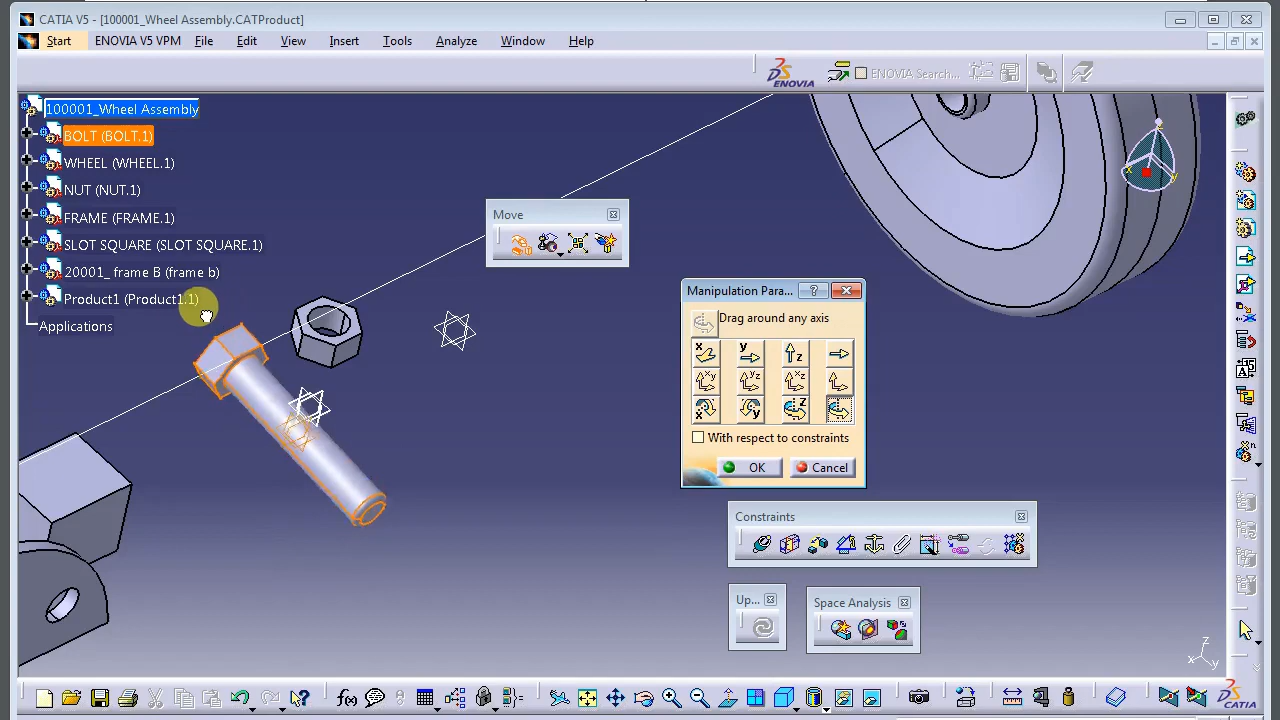 CATIA V5 - [100001_Wheel Assembly.CATProduct]
Start ENOVIA V5 VPM File Edit View Insert Tools Analyze Window Help
ENOVIA ENOVIA Search...
100001_Wheel Assembly
BOLT (BOLT.1)
WHEEL (WHEEL.1)
NUT (NUT.1)
FRAME (FRAME.1)
SLOT SQUARE (SLOT SQUARE.1)
20001_ frame B (frame b)
Product1 (Product1.1)
Applications
Move
Manipulation Para...
Drag around any axis
With respect to constraints
OK Cancel
Constraints
Up... Space Analysis
z
x y
CATIA